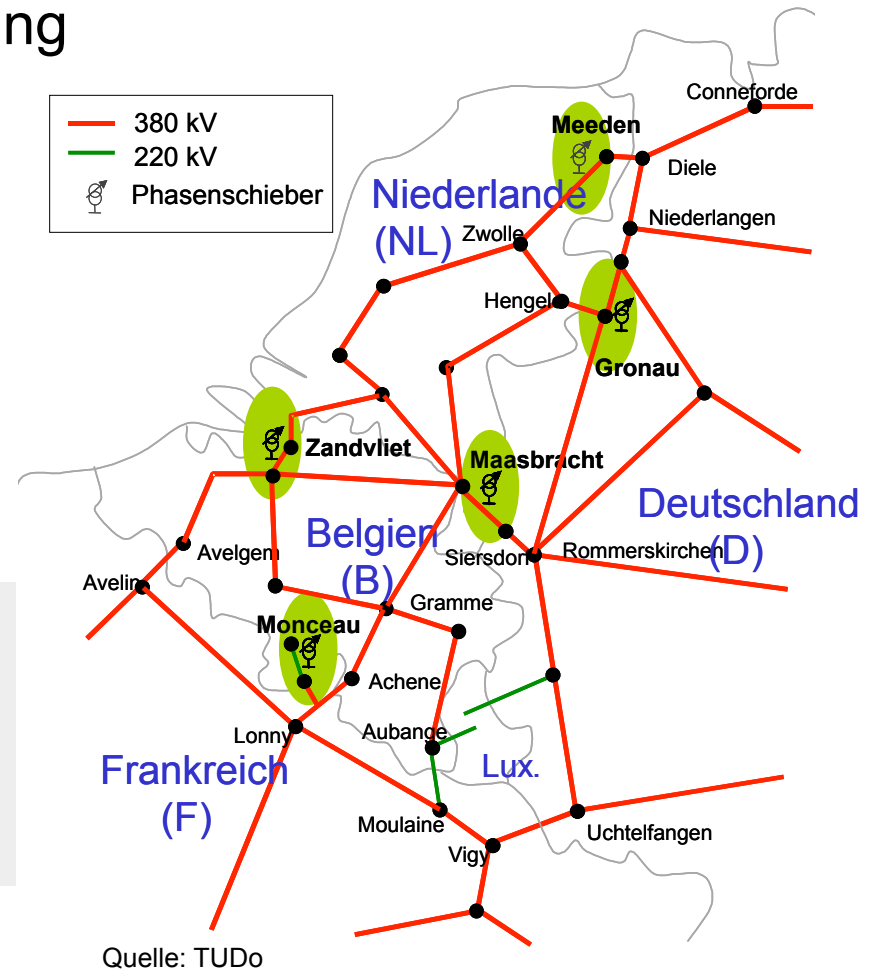 ng
380 kV
220 kV
Phasenschieber
Conneforde
Meeden
Diele
Niederlande
(NL)
Niederlangen
Zwolle
Hengel
Gronau
Zandvliet
Maasbracht
Deutschland
(D)
Belgien
(B)
Avelgem
Siersdorf
Rommerskirchen
Avelin
Gramme
Monceau
Achene
Lonny
Aubange
Frankreich
(F)
Lux.
Moulaine
Uchtelfangen
Vigy
Quelle: TUDo